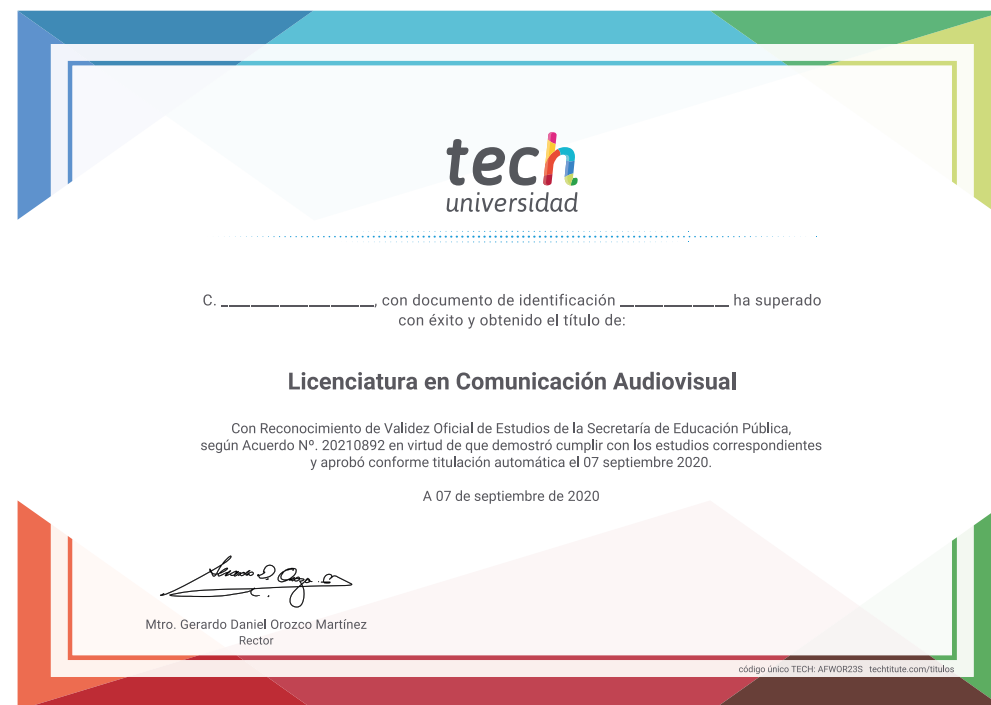 tech
universidad
C. ____________________, con documento de identificación ______________ ha superado
con éxito y obtenido el título de:
Licenciatura en Comunicación Audiovisual
Con Reconocimiento de Validez Oficial de Estudios de la Secretaría de Educación Pública,
según Acuerdo Nº. 20210892 en virtud de que demostró cumplir con los estudios correspondientes
y aprobó conforme titulación automática el 07 septiembre 2020.
A 07 de septiembre de 2020
Mtro. Gerardo Daniel Orozco Martínez
Rector
código único TECH: AFWOR23S techtitute.com/titulos